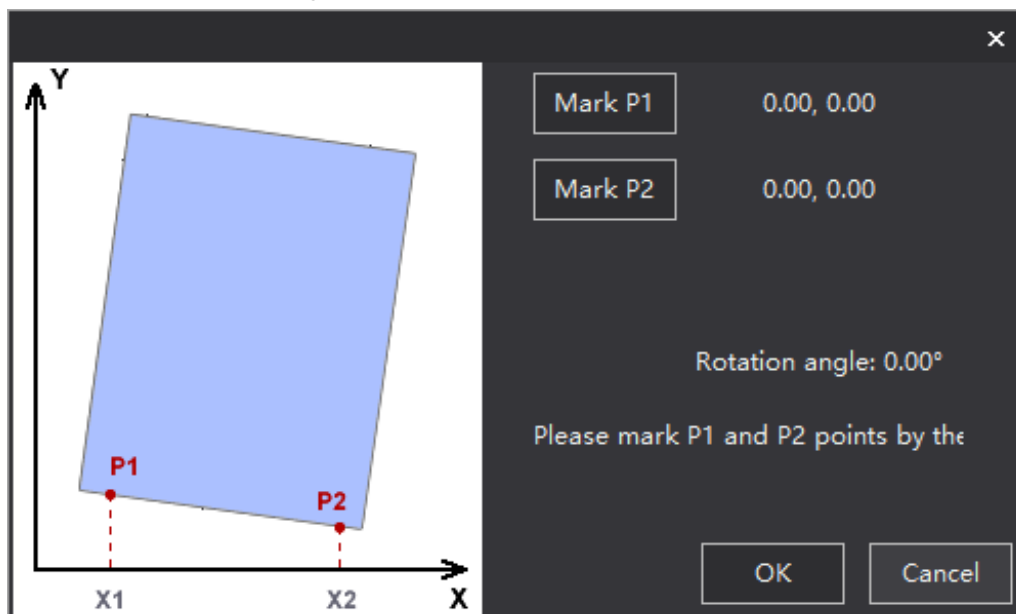 Y
P1
P2
X1
X2
X
Mark P1
0.00, 0.00
Mark P2
0.00, 0.00
Rotation angle: 0.00°
Please mark P1 and P2 points by the
OK
Cancel